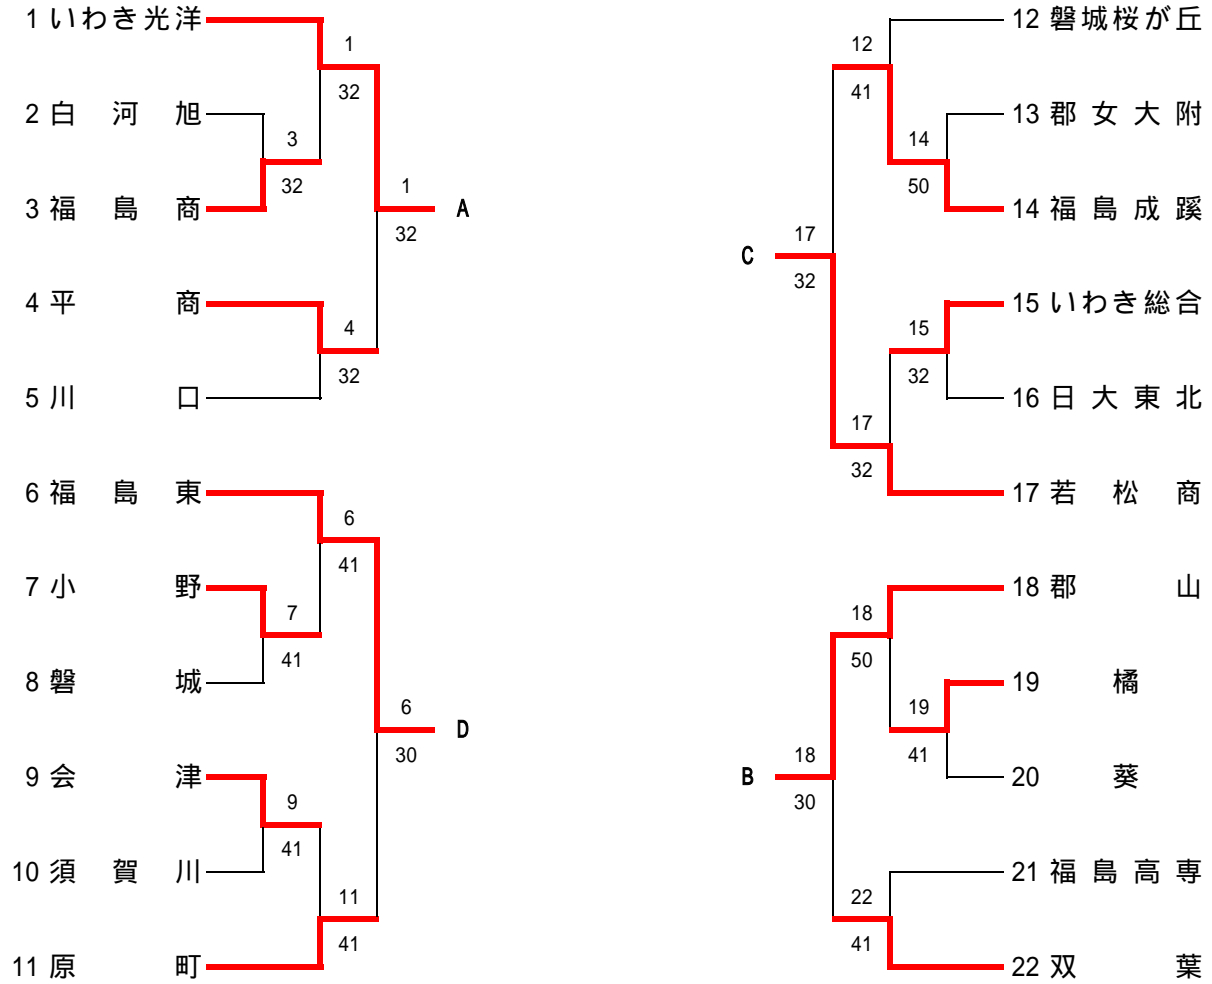 1 いわき光洋
2 白河旭
3 福島商
4 平商
5 川口
6 福島東
7 小野
8 磐城
9 会津
10 須賀川
11 原町
1
32
3
32
1
32
A
4
32
6
41
7
41
6
30
D
9
41
11
41
12 磐城桜が丘
13 郡女大附
14 福島成蹊
15 いわき総合
16 日大東北
17 若松商
18 郡山
19 橘
20 葵
21 福島高専
22 双葉
12
41
14
50
C
17
32
15
32
17
32
18
50
19
41
B
18
30
22
41